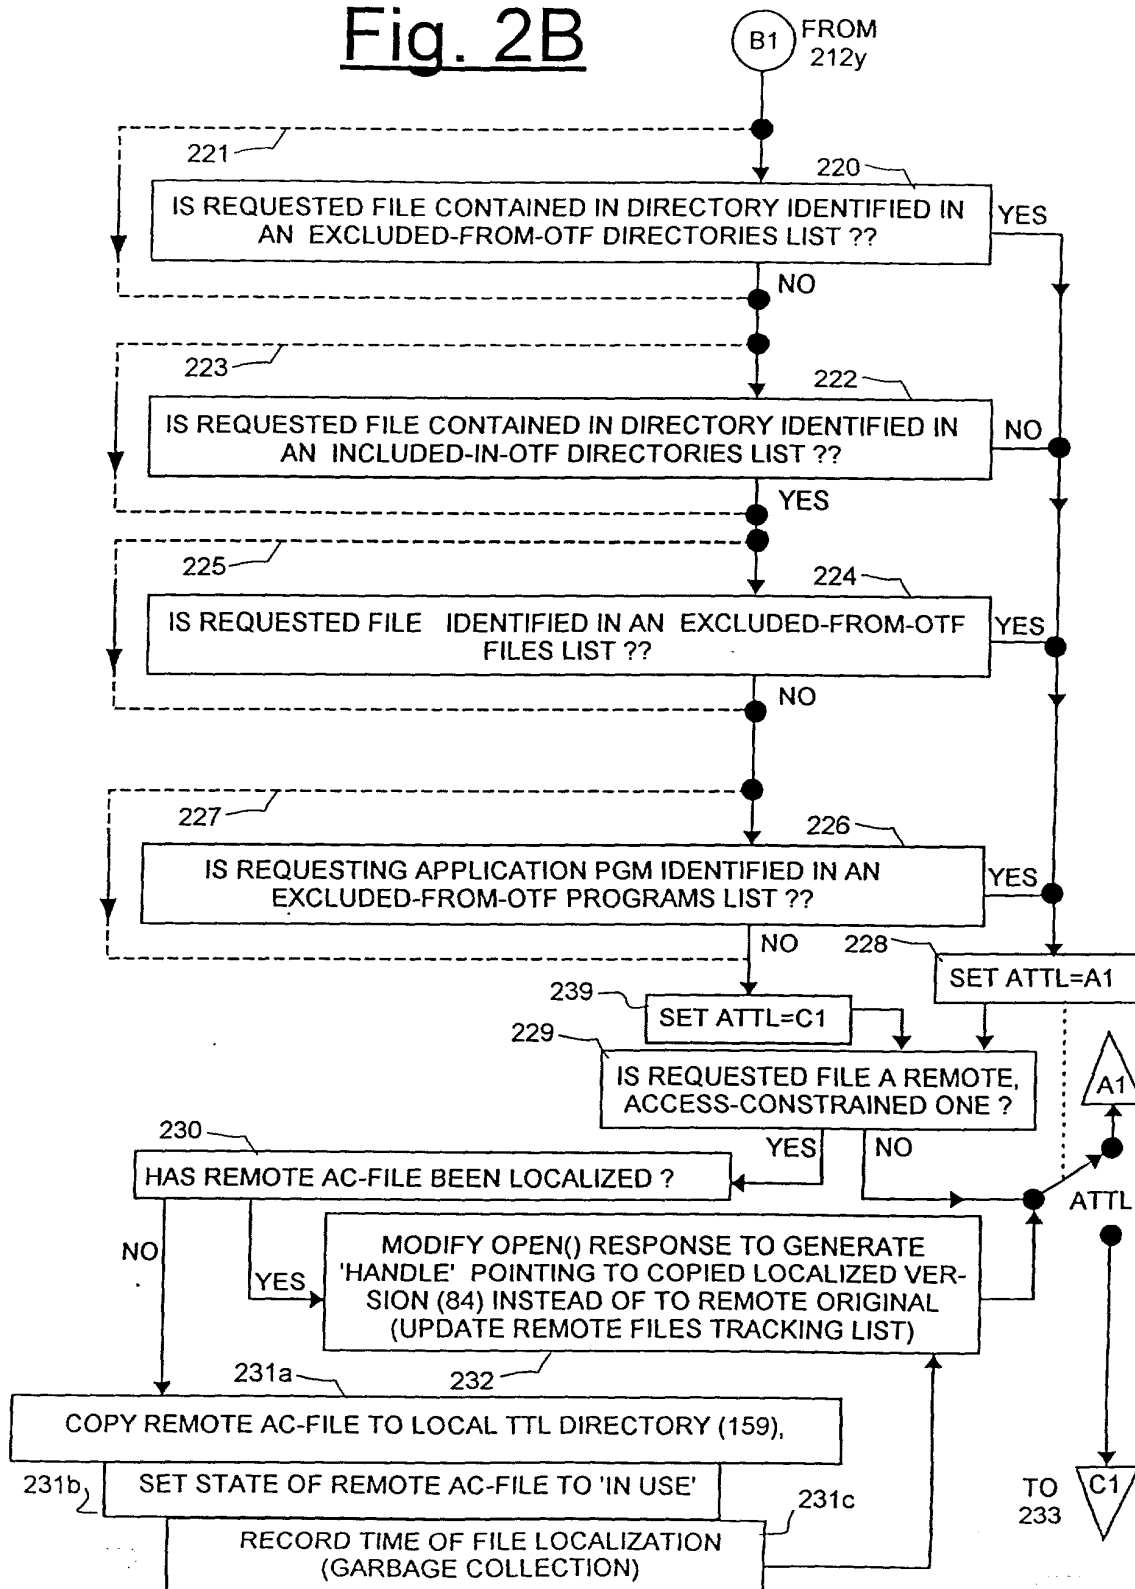 Fig. 2B
B1
FROM
212y
221
220
IS REQUESTED FILE CONTAINED IN DIRECTORY IDENTIFIED IN
AN EXCLUDED-FROM-OTF DIRECTORIES LIST ??
YES
NO
223
222
IS REQUESTED FILE CONTAINED IN DIRECTORY IDENTIFIED IN
AN INCLUDED-IN-OTF DIRECTORIES LIST ??
NO
YES
225
224
IS REQUESTED FILE IDENTIFIED IN AN EXCLUDED-FROM-OTF
FILES LIST ??
YES
NO
227
226
IS REQUESTING APPLICATION PGM IDENTIFIED IN AN
EXCLUDED-FROM-OTF PROGRAMS LIST ??
YES
NO
228
SET ATTL=A1
239
SET ATTL=C1
229
IS REQUESTED FILE A REMOTE,
ACCESS-CONSTRAINED ONE ?
A1
YES
NO
230
HAS REMOTE AC-FILE BEEN LOCALIZED ?
ATTL
NO
YES
MODIFY OPEN() RESPONSE TO GENERATE
'HANDLE' POINTING TO COPIED LOCALIZED VER-
SION (84) INSTEAD OF TO REMOTE ORIGINAL
(UPDATE REMOTE FILES TRACKING LIST)
232
231a
COPY REMOTE AC-FILE TO LOCAL TTL DIRECTORY (159),
231b
SET STATE OF REMOTE AC-FILE TO 'IN USE'
231c
RECORD TIME OF FILE LOCALIZATION
(GARBAGE COLLECTION)
TO
233
C1